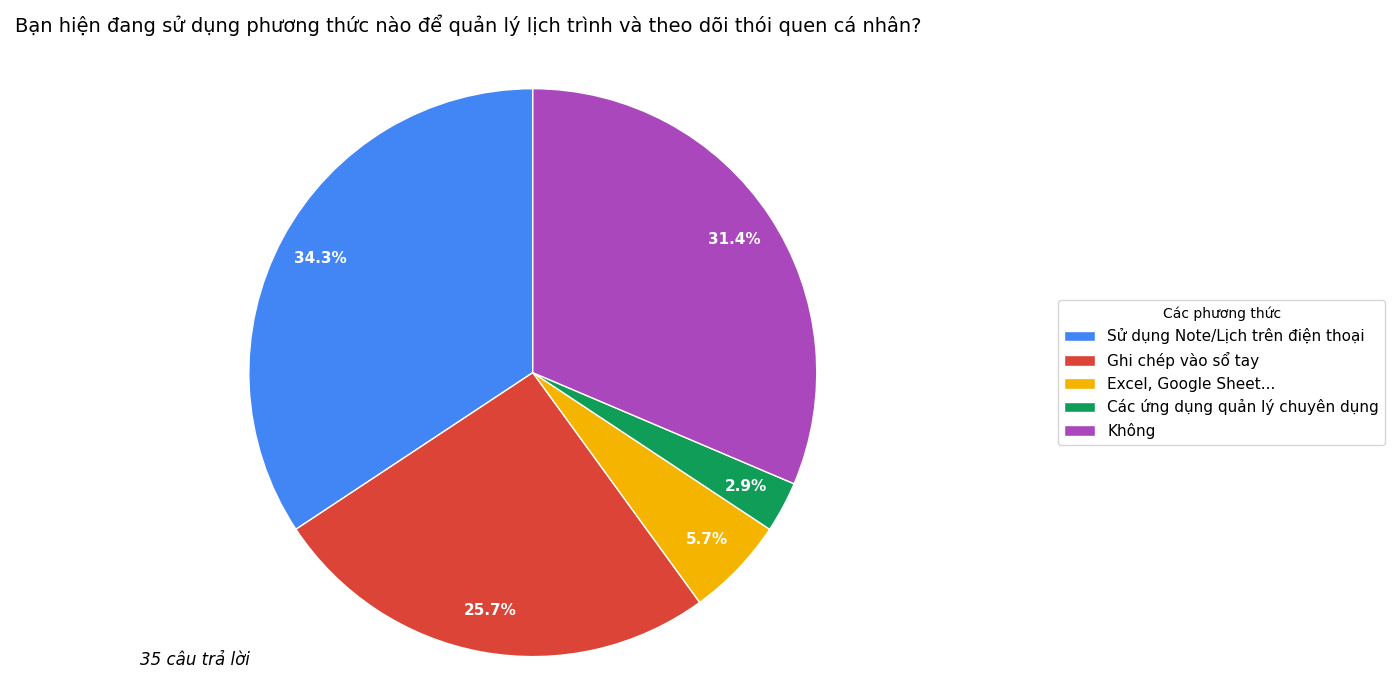 Bạn hiện đang sử dụng phương thức nào để quản lý lịch trình và theo dõi thói quen cá nhân?
31.4%
34.3%
2.9%
5.7%
25.7%
Các phương thức
Sử dụng Note/Lịch trên điện thoại
Ghi chép vào sổ tay
Excel, Google Sheet...
Các ứng dụng quản lý chuyên dụng
Không
35 câu trả lời